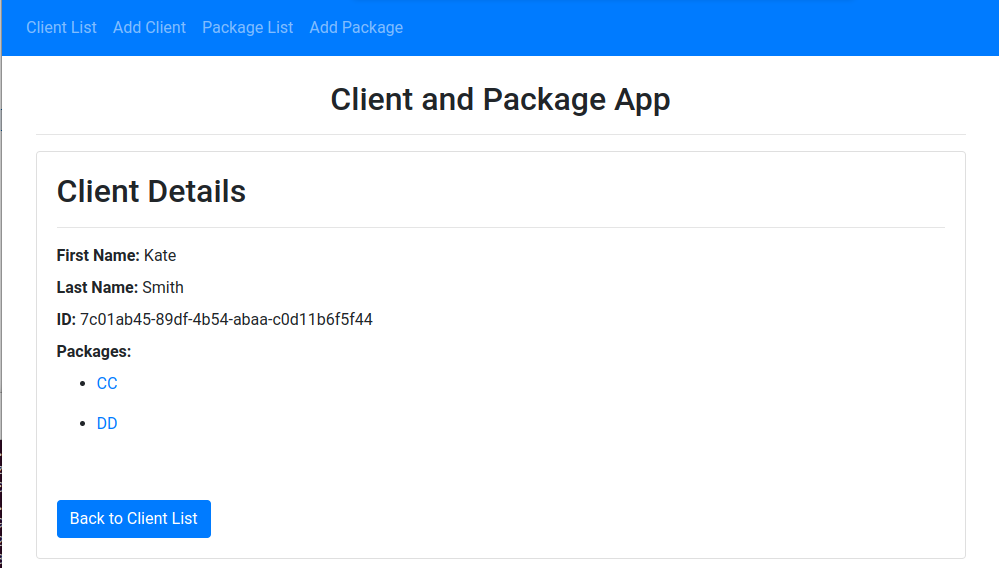 Client List Add Client Package List Add Package
Client and Package App
Client Details
First Name: Kate
Last Name: Smith
ID: 7c01ab45-89df-4b54-abaa-c0d11b6f5f44
Packages:
• CC
• DD
Back to Client List